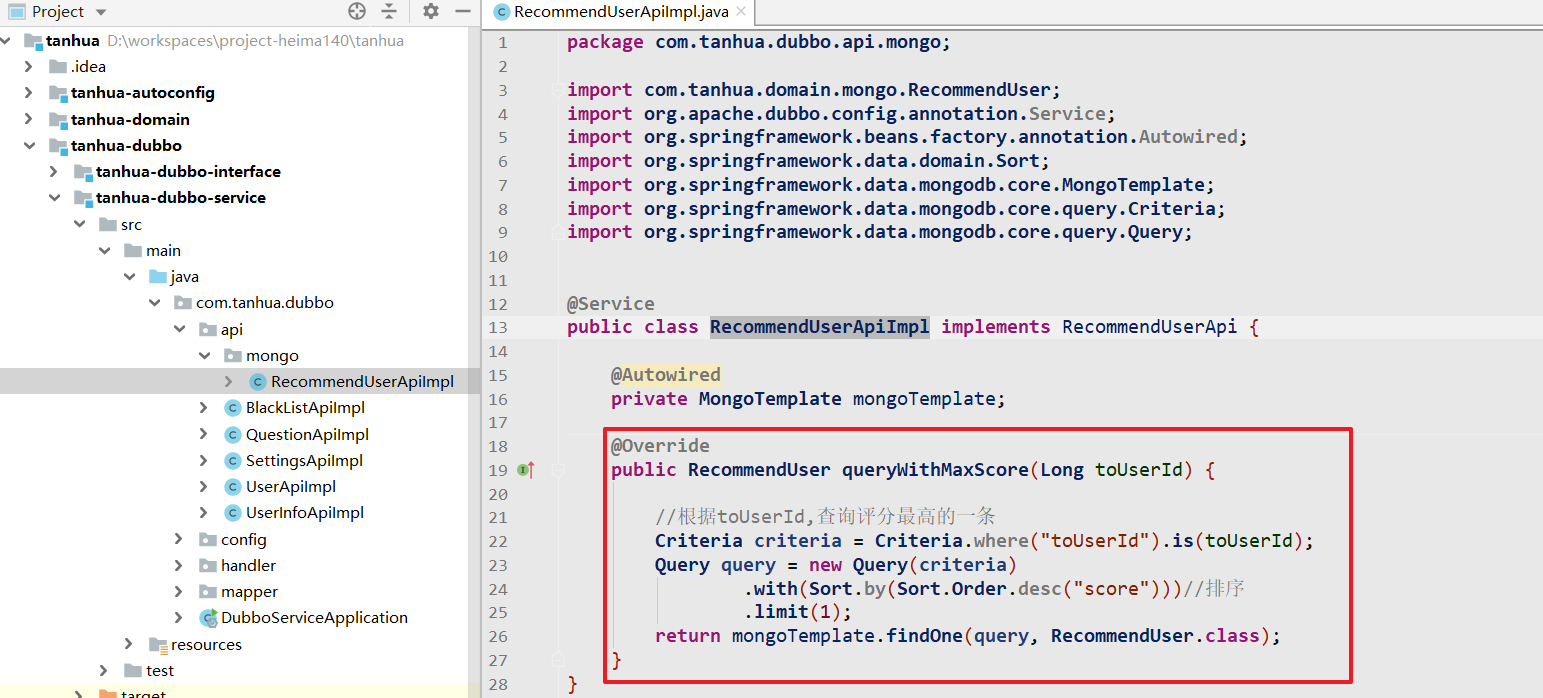 Project
tanhua D:\workspaces\project-heima140\tanhua
.idea
tanhua-autoconfig
tanhua-domain
tanhua-dubbo
tanhua-dubbo-interface
tanhua-dubbo-service
src
main
java
com.tanhua.dubbo
api
mongo
RecommendUserApiImpl
BlackListApiImpl
QuestionApiImpl
SettingsApiImpl
UserApiImpl
UserInfoApiImpl
config
handler
mapper
DubboServiceApplication
resources
test
target
RecommendUserApiImpl.java
1 package com.tanhua.dubbo.api.mongo;
2
3 import com.tanhua.domain.mongo.RecommendUser;
4 import org.apache.dubbo.config.annotation.Service;
5 import org.springframework.beans.factory.annotation.Autowired;
6 import org.springframework.data.domain.Sort;
7 import org.springframework.data.mongodb.core.MongoTemplate;
8 import org.springframework.data.mongodb.core.query.Criteria;
9 import org.springframework.data.mongodb.core.query.Query;
10
11
12 @Service
13 public class RecommendUserApiImpl implements RecommendUserApi {
14
15 @Autowired
16 private MongoTemplate mongoTemplate;
17
18 @Override
19 public RecommendUser queryWithMaxScore(Long toUserId) {
20
21 //根据toUserId,查询评分最高的一条
22 Criteria criteria = Criteria.where("toUserId").is(toUserId);
23 Query query = new Query(criteria)
24 .with(Sort.by(Sort.Order.desc("score")))//排序
25 .limit(1);
26 return mongoTemplate.findOne(query, RecommendUser.class);
27 }
28 }